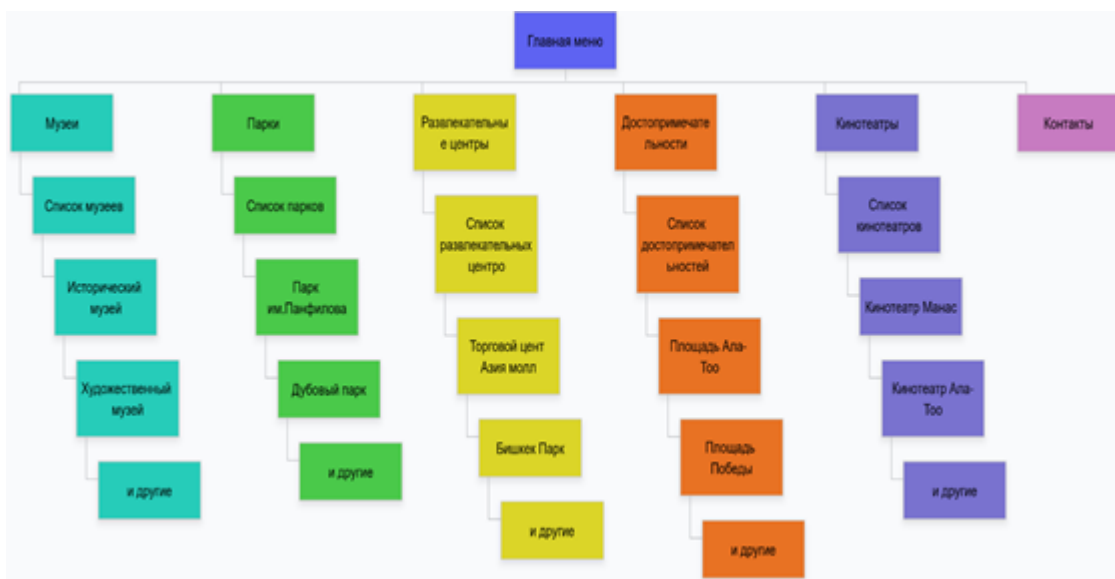 Главная меню
Музеи
Парки
Развлекательны
е центры
Достопримечате
льности
Кинотеатры
Контакты
Список музеев
Список парков
Список
развлекательных
центро
Список
достопримечател
ьностей
Список
кинотеатров
Исторический
музей
Парк
им.Панфилова
Торговой цент
Азия молл
Площадь Ала-
Тоо
Кинотеатр Манас
Художественный
музей
Дубовый парк
Бишкек Парк
Площадь
Победы
Кинотеатр Ала-
Тоо
и другие
и другие
и другие
и другие
и другие